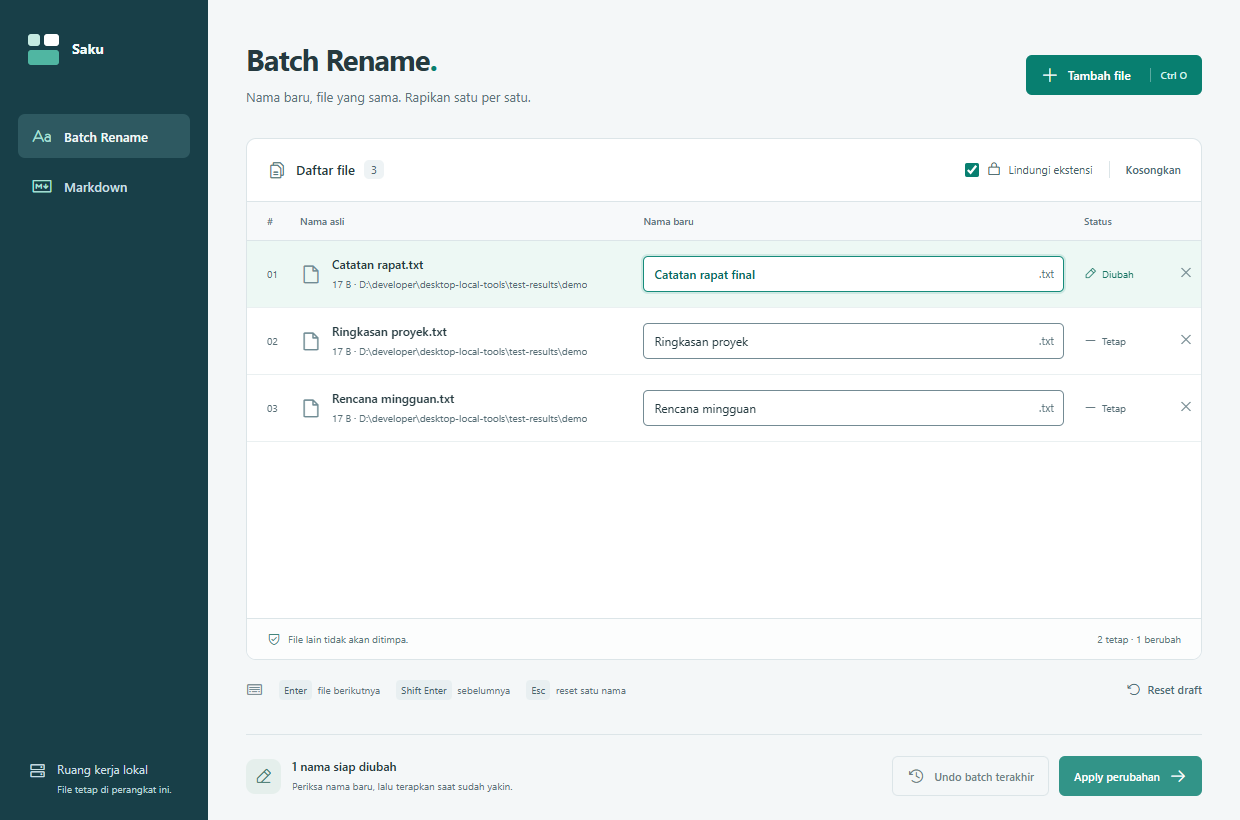 Saku
Aa Batch Rename
M Markdown
Batch Rename.
Nama baru, file yang sama. Rapikan satu per satu.
Tambah file Ctrl O
Daftar file 3
Lindungi ekstensi Kosongkan
# Nama asli Nama baru Status
01 Catatan rapat.txt
17 B · D:\developer\desktop-local-tools\test-results\demo
Catatan rapat final .txt
Diubah
02 Ringkasan proyek.txt
17 B · D:\developer\desktop-local-tools\test-results\demo
Ringkasan proyek .txt
Tetap
03 Rencana mingguan.txt
17 B · D:\developer\desktop-local-tools\test-results\demo
Rencana mingguan .txt
Tetap
File lain tidak akan ditimpa. 2 tetap · 1 berubah
Enter file berikutnya Shift Enter sebelumnya Esc reset satu nama Reset draft
Ruang kerja lokal
File tetap di perangkat ini.
1 nama siap diubah
Periksa nama baru, lalu terapkan saat sudah yakin.
Undo batch terakhir Apply perubahan